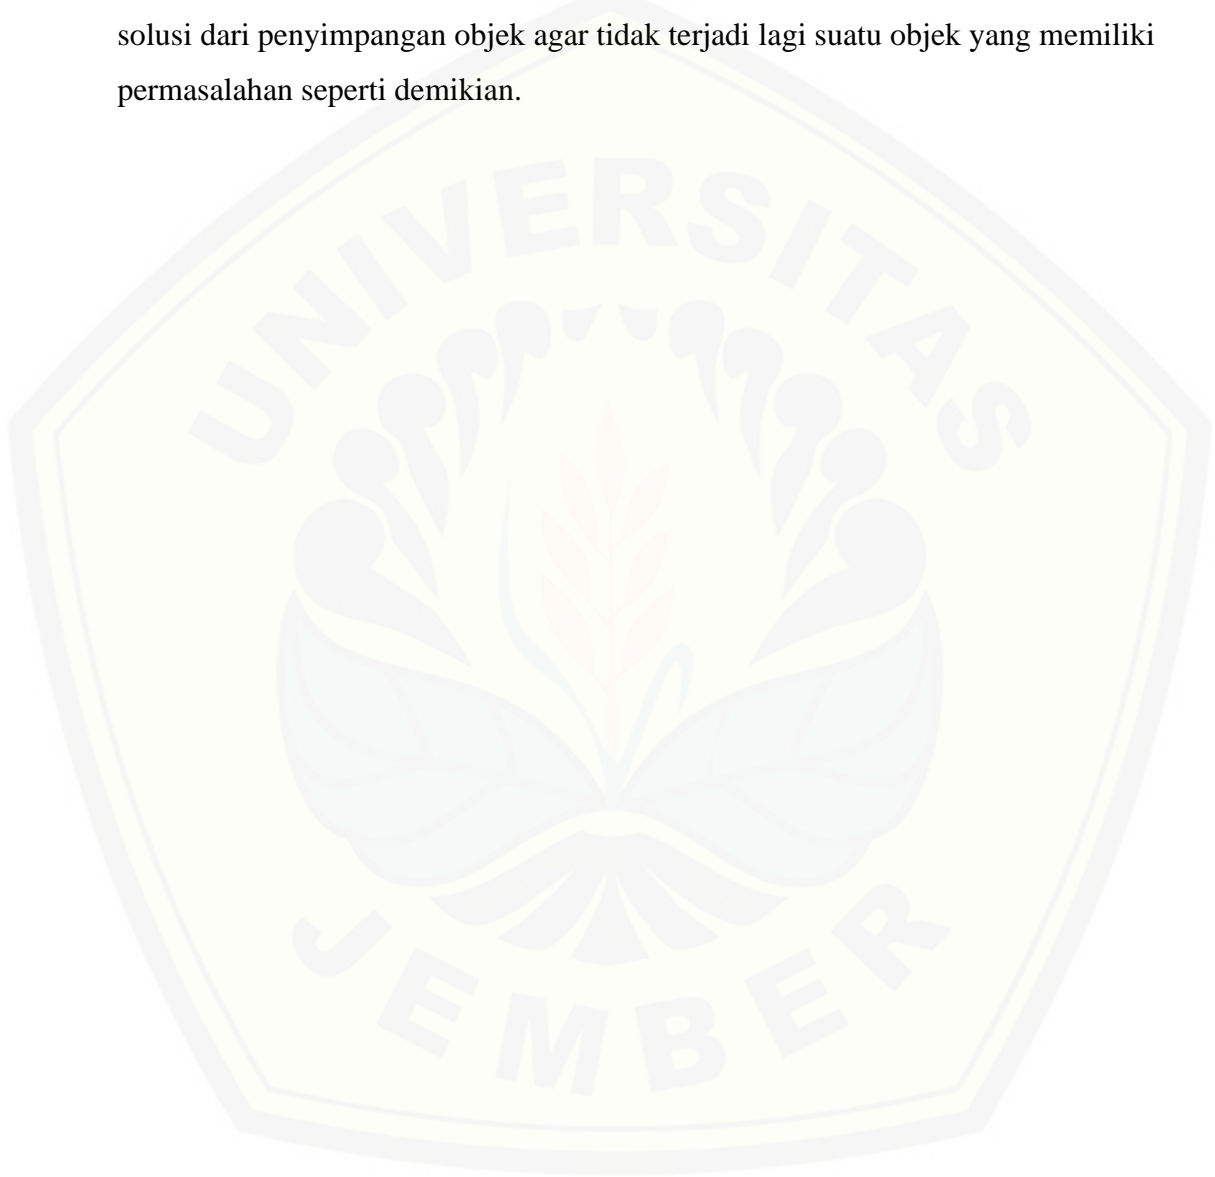 solusi dari penyimpangan objek agar tidak terjadi lagi suatu objek yang memiliki
permasalahan seperti demikian.
UNIVERSITAS
JEMBER